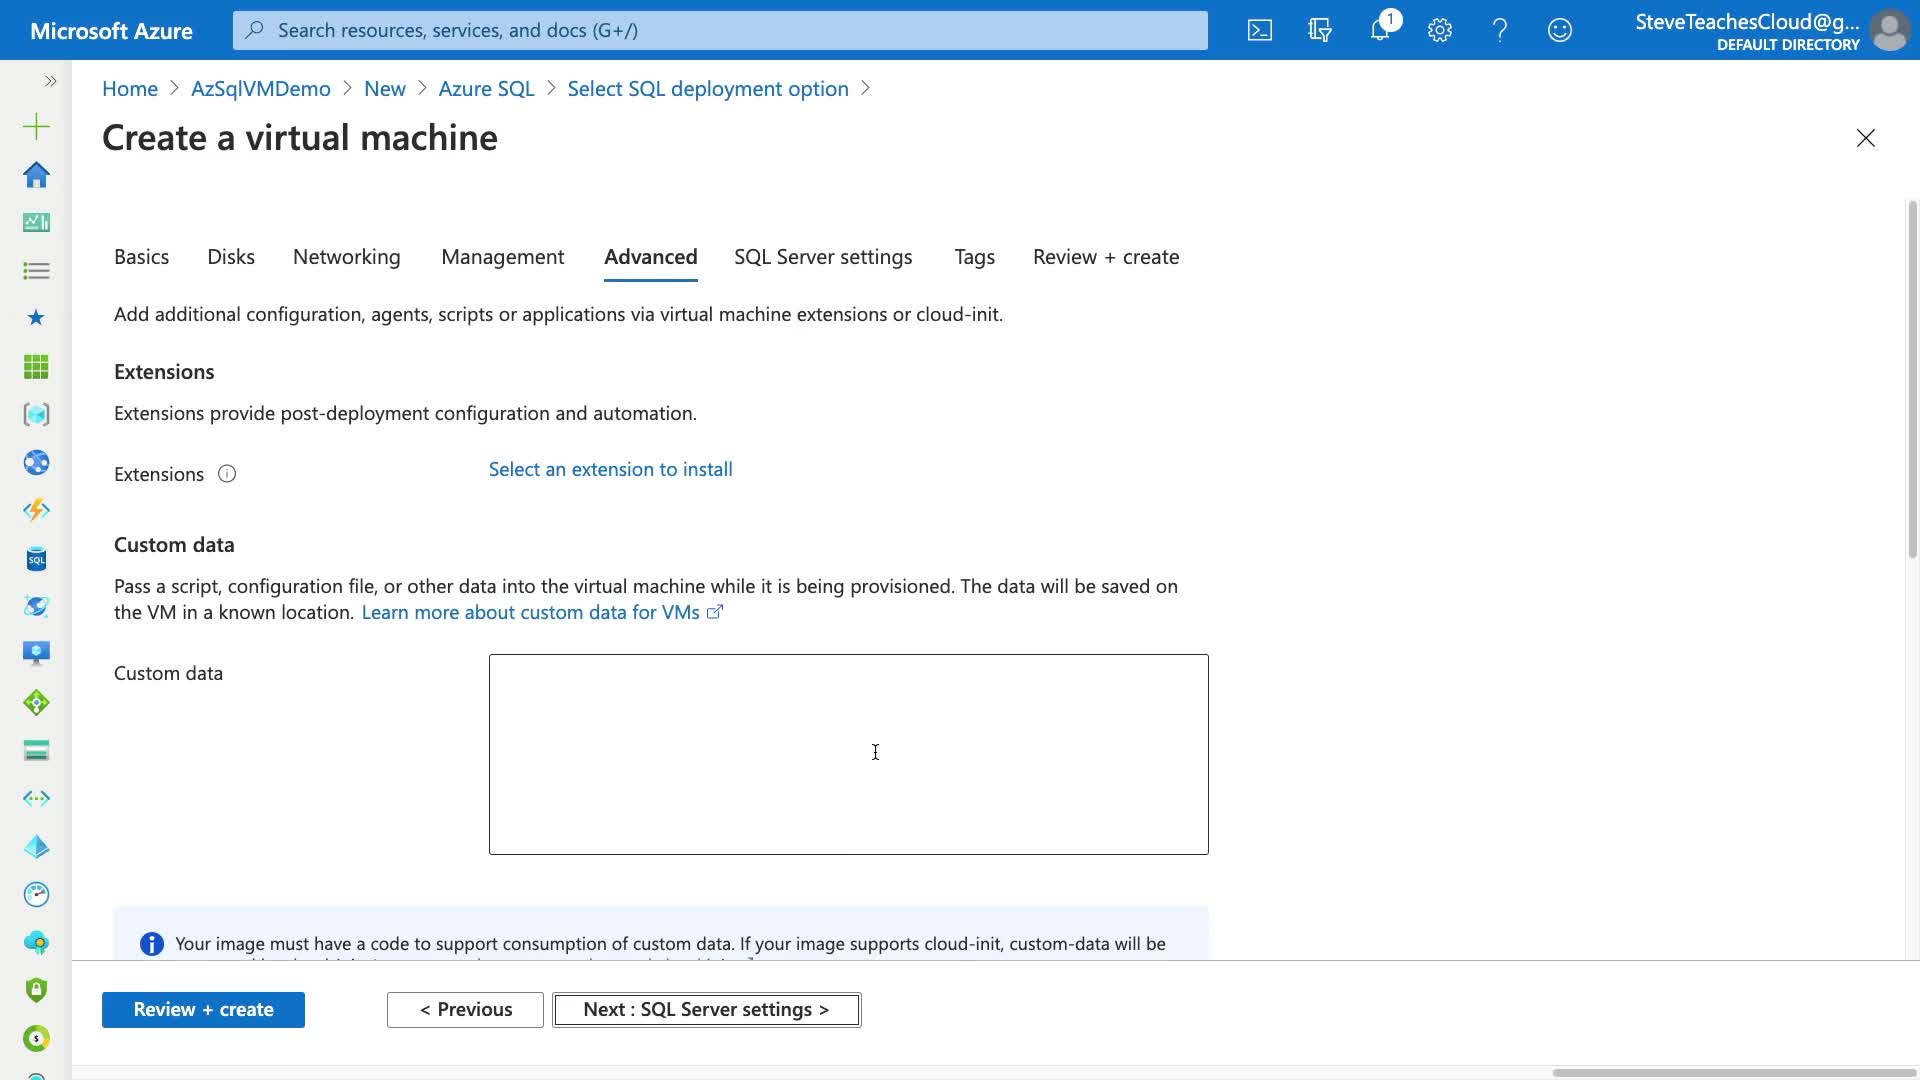 Microsoft Azure
Search resources, services, and docs (G+/)
1
SteveTeachesCloud@g...
DEFAULT DIRECTORY
Home > AzSqlVMDemo > New > Azure SQL > Select SQL deployment option >
Create a virtual machine
Basics Disks Networking Management Advanced SQL Server settings Tags Review + create
Add additional configuration, agents, scripts or applications via virtual machine extensions or cloud-init.
Extensions
Extensions provide post-deployment configuration and automation.
Extensions
Select an extension to install
Custom data
Pass a script, configuration file, or other data into the virtual machine while it is being provisioned. The data will be saved on
the VM in a known location. Learn more about custom data for VMs
Custom data
SQL
Your image must have a code to support consumption of custom data. If your image supports cloud-init, custom-data will be
Review + create
< Previous
Next : SQL Server settings >